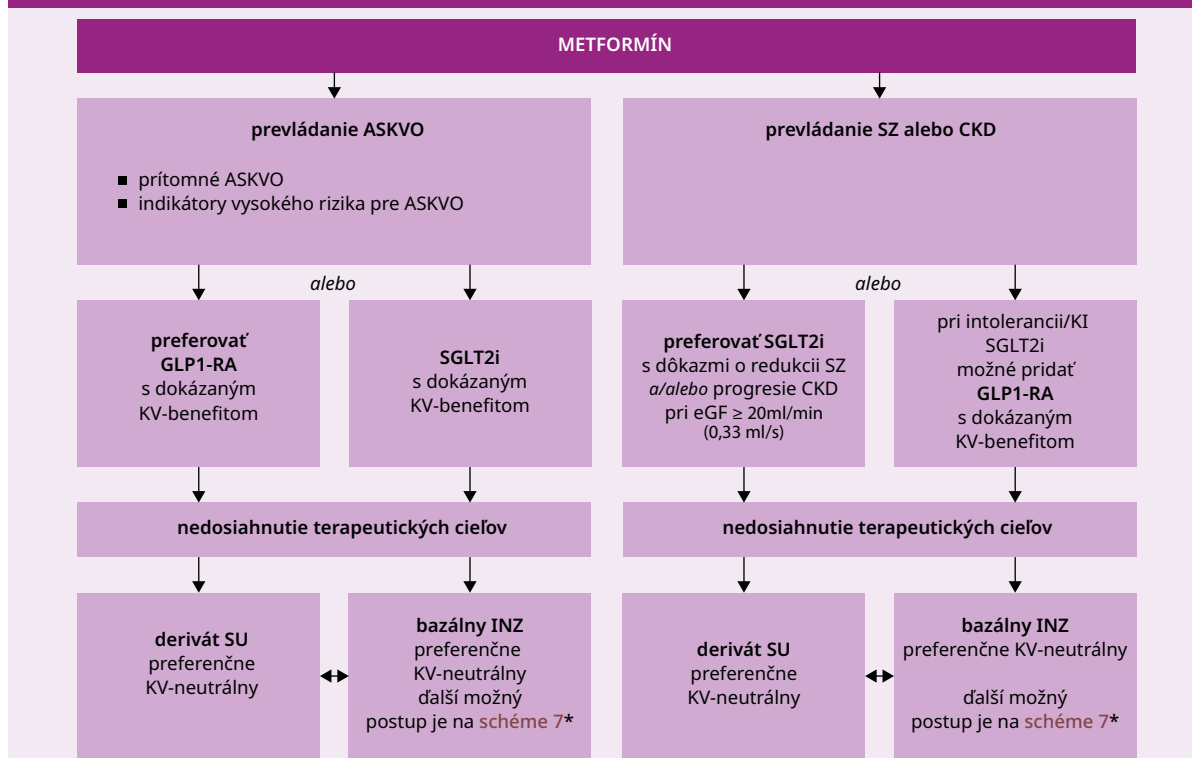 METFORMÍN
prevládanie ASKVO
prítomné ASKVO
indikátory vysokého rizika pre ASKVO
prevládanie SZ alebo CKD
alebo
alebo
preferovať
GLP1-RA
s dokázaným
KV-benefitom
SGLT2i
s dokázaným
KV-benefitom
preferovať SGLT2i
s dôkazmi o redukcii SZ
a/alebo progresie CKD
pri eGF ≥ 20ml/min
(0,33 ml/s)
pri intolerancii/KI
SGLT2i
možné pridať
GLP1-RA
s dokázaným
KV-benefitom
nedosiahnutie terapeutických cieľov
nedosiahnutie terapeutických cieľov
derivát SU
preferenčne
KV-neutrálny
bazálny INZ
preferenčne
KV-neutrálny
ďalší možný
postup je na schéme 7*
derivát SU
preferenčne
KV-neutrálny
bazálny INZ
preferenčne KV-neutrálny
ďalší možný
postup je na schéme 7*